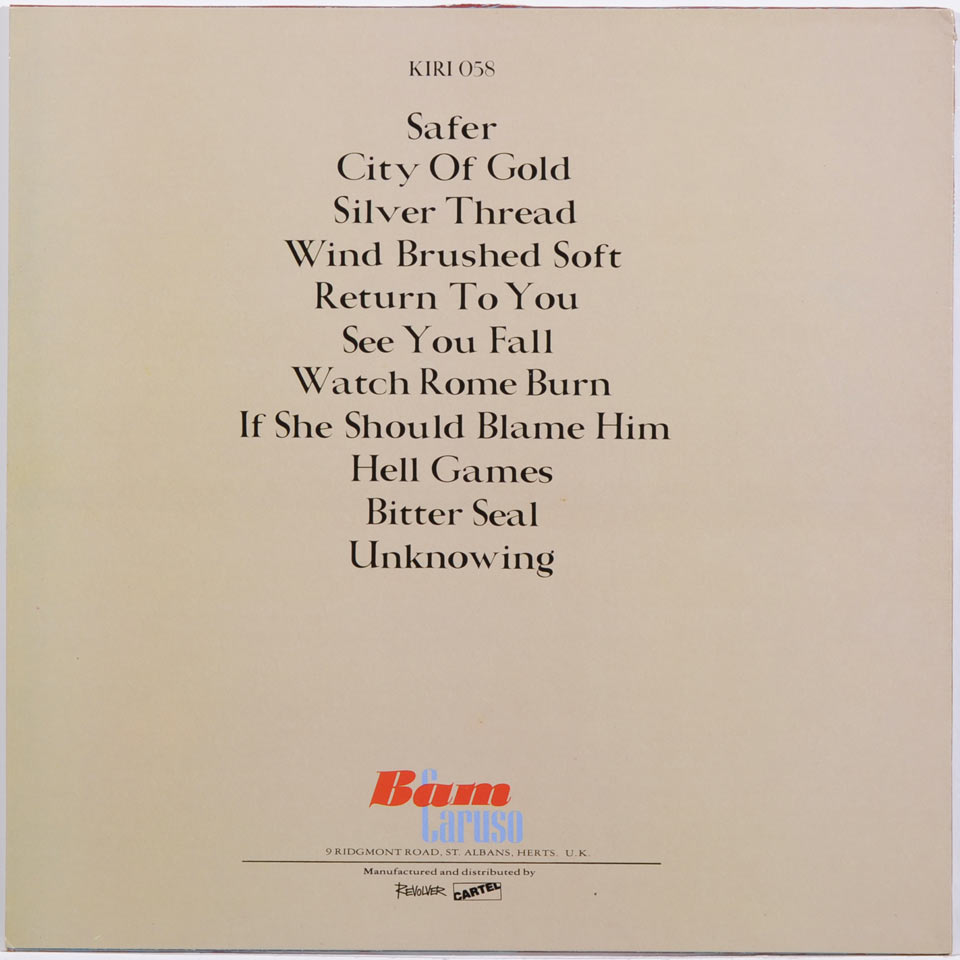 KIRI 058
Safer
City Of Gold
Silver Thread
Wind Brushed Soft
Return To You
See You Fall
Watch Rome Burn
If She Should Blame Him
Hell Games
Bitter Seal
Unknowing
Bam
Caruso
9 RIDGMONT ROAD, ST. ALBANS, HERTS. U.K.
Manufactured and distributed by
REVOLVER CARTEL